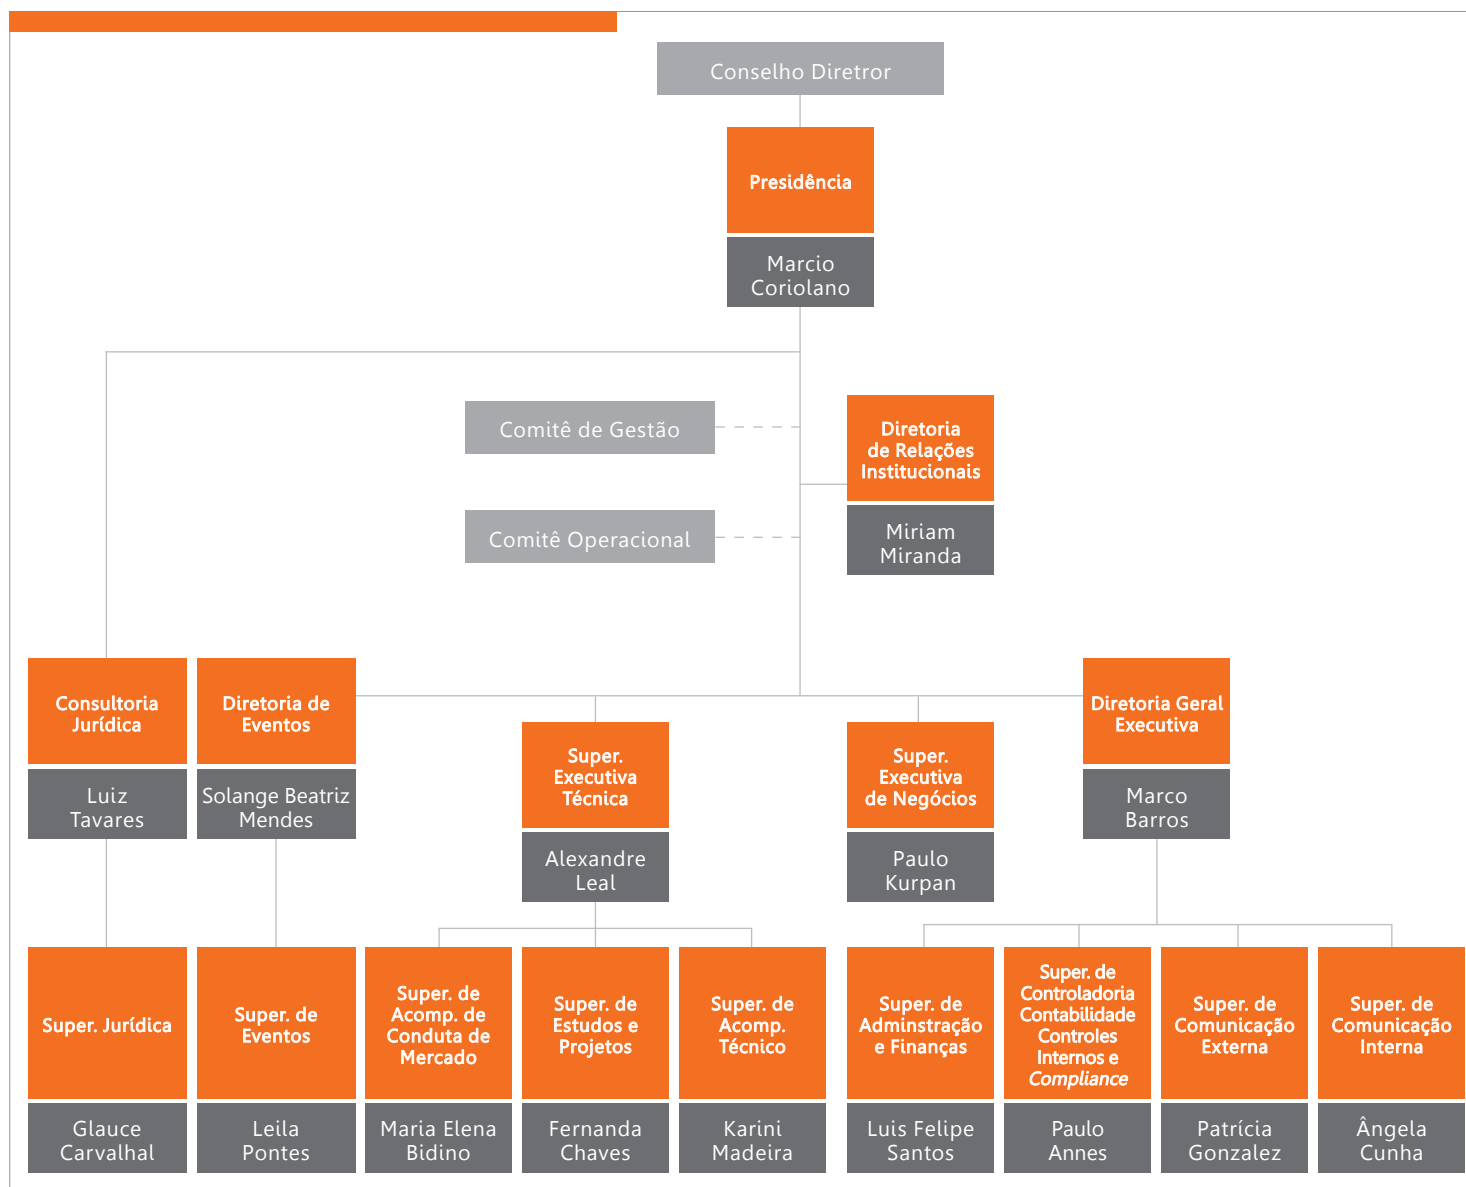 Conselho Diretror
Presidência
Marcio
Coriolano
Comitê de Gestão
Diretoria
de Relações
Institucionais
Miriam
Miranda
Comitê Operacional
Consultoria
Jurídica
Luiz
Tavares
Diretoria de
Eventos
Solange Beatriz
Mendes
Super.
Executiva
Técnica
Alexandre
Leal
Super.
Executiva
de Negócios
Paulo
Kurpan
Diretoria Geral
Executiva
Marco
Barros
Super. Jurídica
Glauce
Carvalhal
Super. de
Eventos
Leila
Pontes
Super. de
Acomp. de
Conduta de
Mercado
Maria Elena
Bidino
Super. de
Estudos e
Projetos
Fernanda
Chaves
Super. de
Acomp.
Técnico
Karini
Madeira
Super. de
Adminstração
e Finanças
Luis Felipe
Santos
Super. de
Controladoria
Contabilidade
Controles
Internos e
Compliance
Paulo
Annes
Super. de
Comunicação
Externa
Patrícia
Gonzalez
Super. de
Comunicação
Interna
Ângela
Cunha